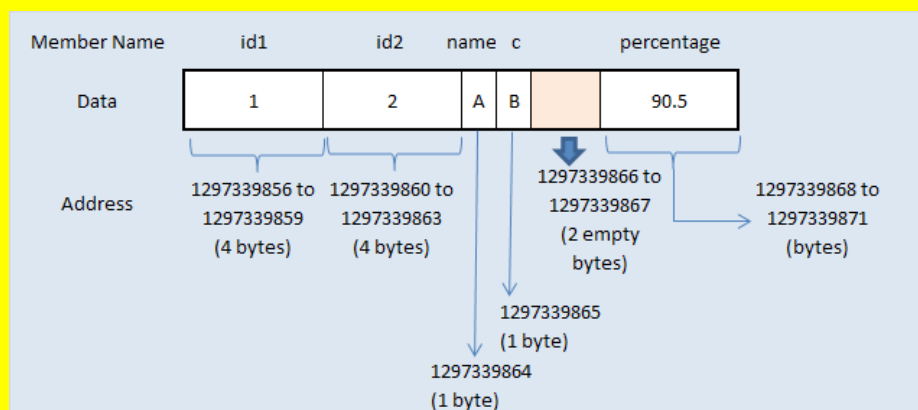 Member Name id1 id2 name c percentage
Data 1 2 A B 90.5
Address
1297339856 to
1297339859
(4 bytes)
1297339860 to
1297339863
(4 bytes)
1297339866 to
1297339867
(2 empty
bytes)
1297339868 to
1297339871
(bytes)
1297339865
(1 byte)
1297339864
(1 byte)